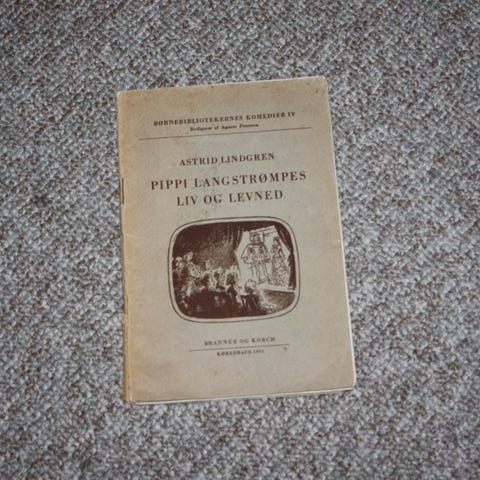 BØRNEBIBLIOTEKERNES KOMEDIER IV
Redigeret af Agnete Petersen
ASTRID LINDGREN
PIPPI LANGSTRØMPES
LIV OG LEVNED
BRANNER OG KORCH
KØBENHAVN